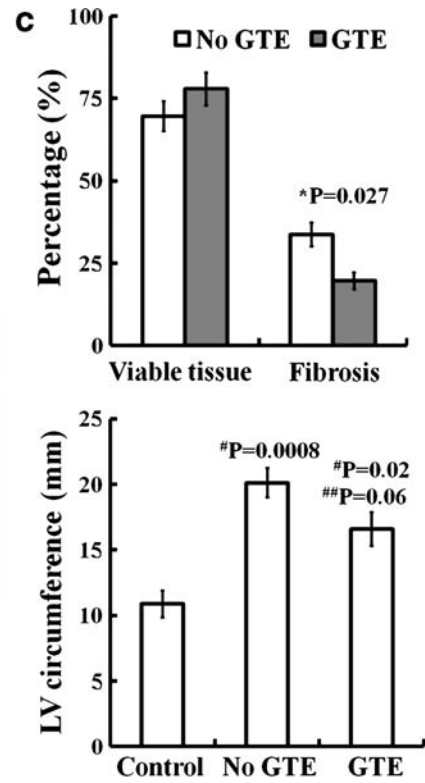 c
No GTE GTE
Percentage (%)
100
75
50
25
0
*P=0.027
Viable tissue Fibrosis
LV circumference (mm)
25
20
15
10
5
0
#P=0.0008
#P=0.02
##P=0.06
Control No GTE GTE